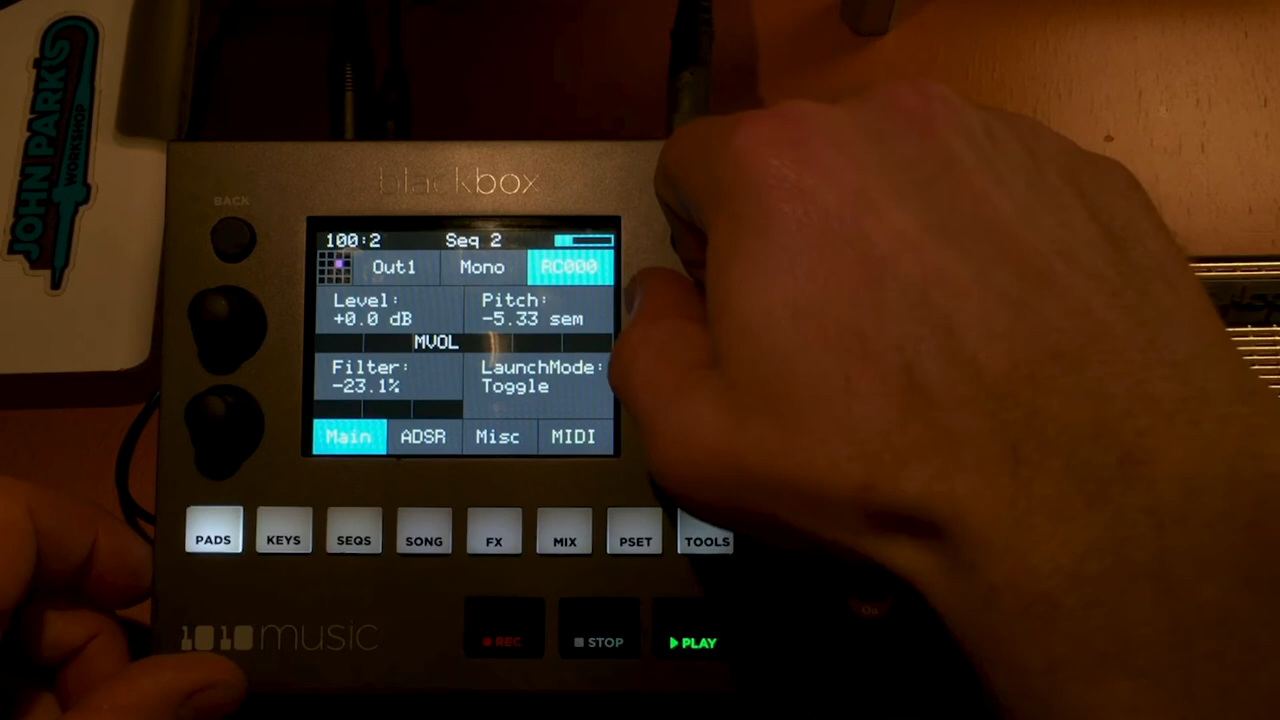 JOHN PARK'S
WORKSHOP
blackbox
BACK
100:2 Seq 2
Out1 Mono RC000
Level: Pitch:
+0.0 dB -5.33 sem
MVOL
Filter: LaunchMode:
-23.1% Toggle
Main ADSR Misc MIDI
PADS KEYS SEQS SONG FX MIX PSET TOOLS
1010music
REC STOP PLAY
On